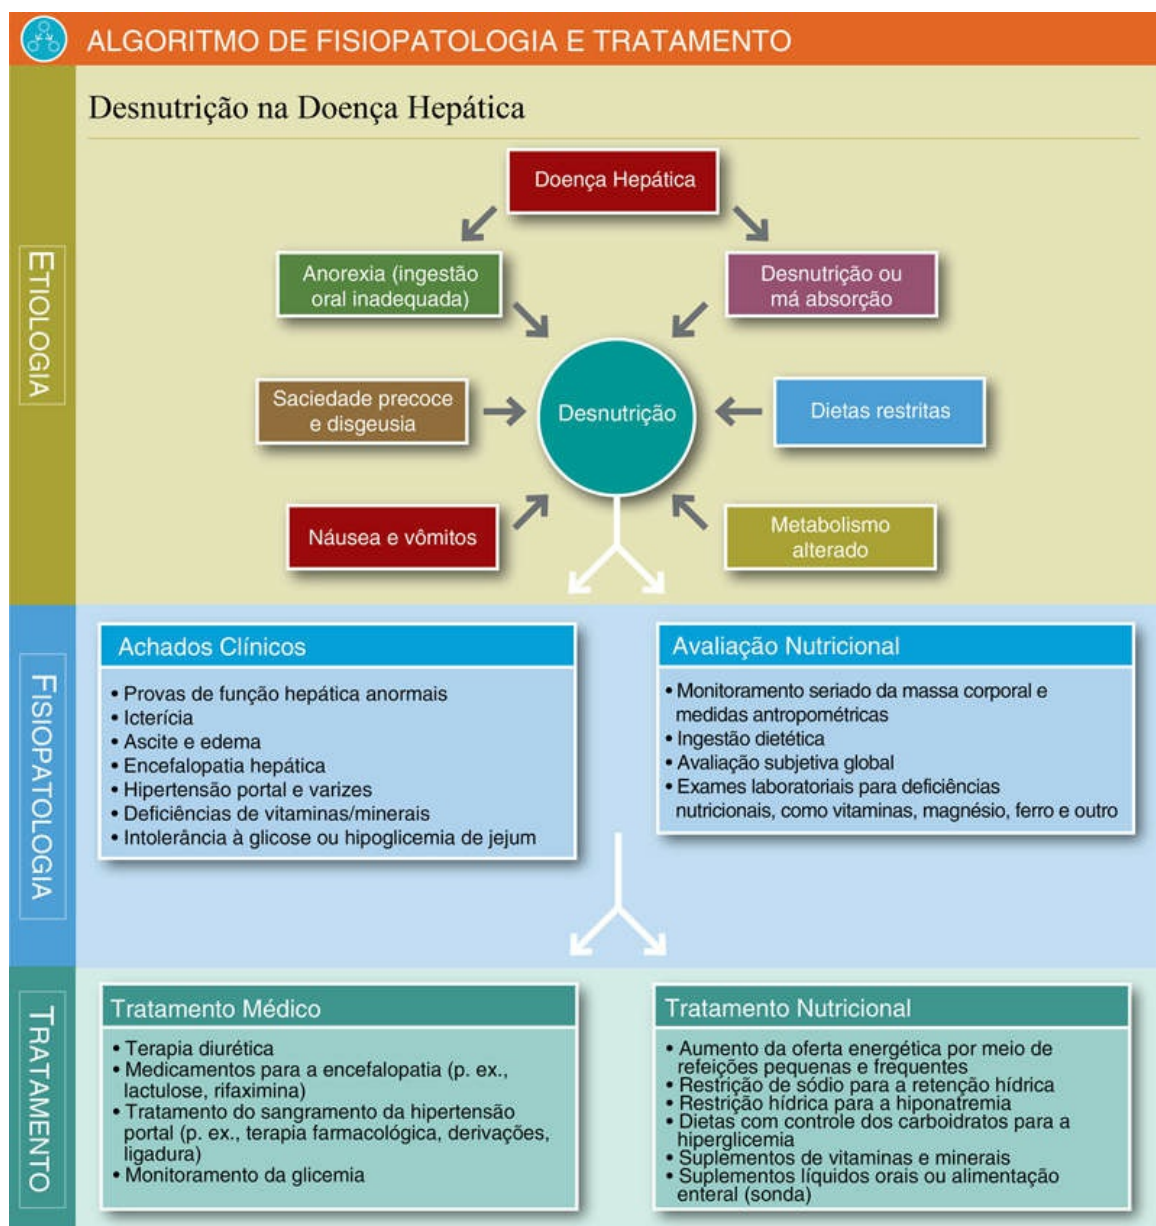 ALGORITMO DE FISIOPATOLOGIA E TRATAMENTO
ETIOLOGIA
Desnutrição na Doença Hepática
Doença Hepática
Anorexia (ingestão
oral inadequada)
Desnutrição ou
má absorção
Saciedade precoce
e disgeusia
Desnutrição
Dietas restritas
Náusea e vômitos
Metabolismo
alterado
FISIOPATOLOGIA
Achados Clínicos
• Provas de função hepática anormais
• Icterícia
• Ascite e edema
• Encefalopatia hepática
• Hipertensão portal e varizes
• Deficiências de vitaminas/minerais
• Intolerância à glicose ou hipoglicemia de jejum
Avaliação Nutricional
• Monitoramento seriado da massa corporal e
medidas antropométricas
• Ingestão dietética
• Avaliação subjetiva global
• Exames laboratoriais para deficiências
nutricionais, como vitaminas, magnésio, ferro e outro
TRATAMENTO
Tratamento Médico
• Terapia diurética
• Medicamentos para a encefalopatia (p. ex.,
lactulose, rifaximina)
• Tratamento do sangramento da hipertensão
portal (p. ex., terapia farmacológica, derivações,
ligadura)
• Monitoramento da glicemia
Tratamento Nutricional
• Aumento da oferta energética por meio de
refeições pequenas e frequentes
• Restrição de sódio para a retenção hídrica
• Restrição hídrica para a hiponatremia
• Dietas com controle dos carboidratos para a
hiperglicemia
• Suplementos de vitaminas e minerais
• Suplementos líquidos orais ou alimentação
enteral (sonda)